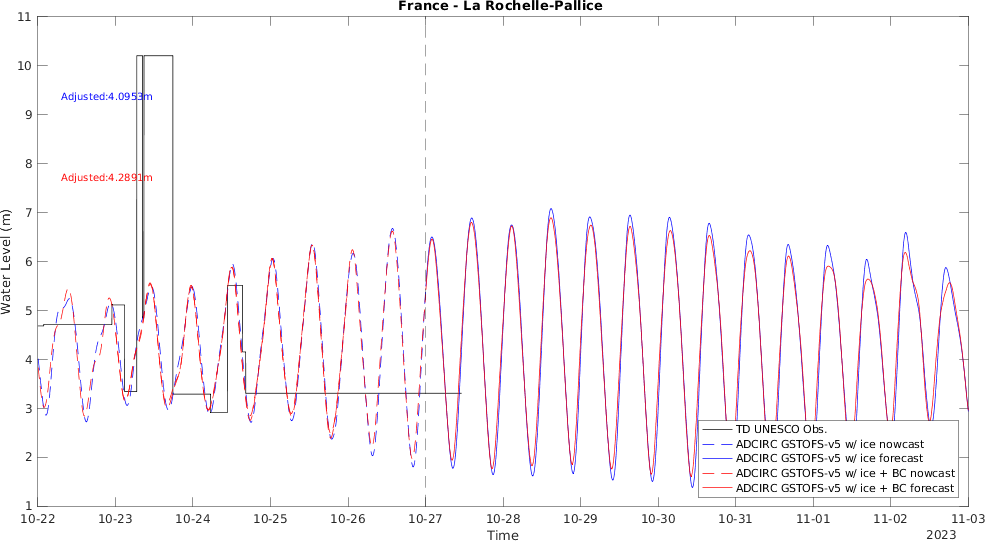 France - La Rochelle-Pallice
11
10
9
8
7
6
5
4
3
2
1
Water Level (m)
Adjusted:4.0953m
Adjusted:4.2891m
TD UNESCO Obs.
ADCIRC GSTOFS-v5 w/ ice nowcast
ADCIRC GSTOFS-v5 w/ ice forecast
ADCIRC GSTOFS-v5 w/ ice + BC nowcast
ADCIRC GSTOFS-v5 w/ ice + BC forecast
10-22 10-23 10-24 10-25 10-26 10-27 10-28 10-29 10-30 10-31 11-01 11-02 11-03
Time
2023